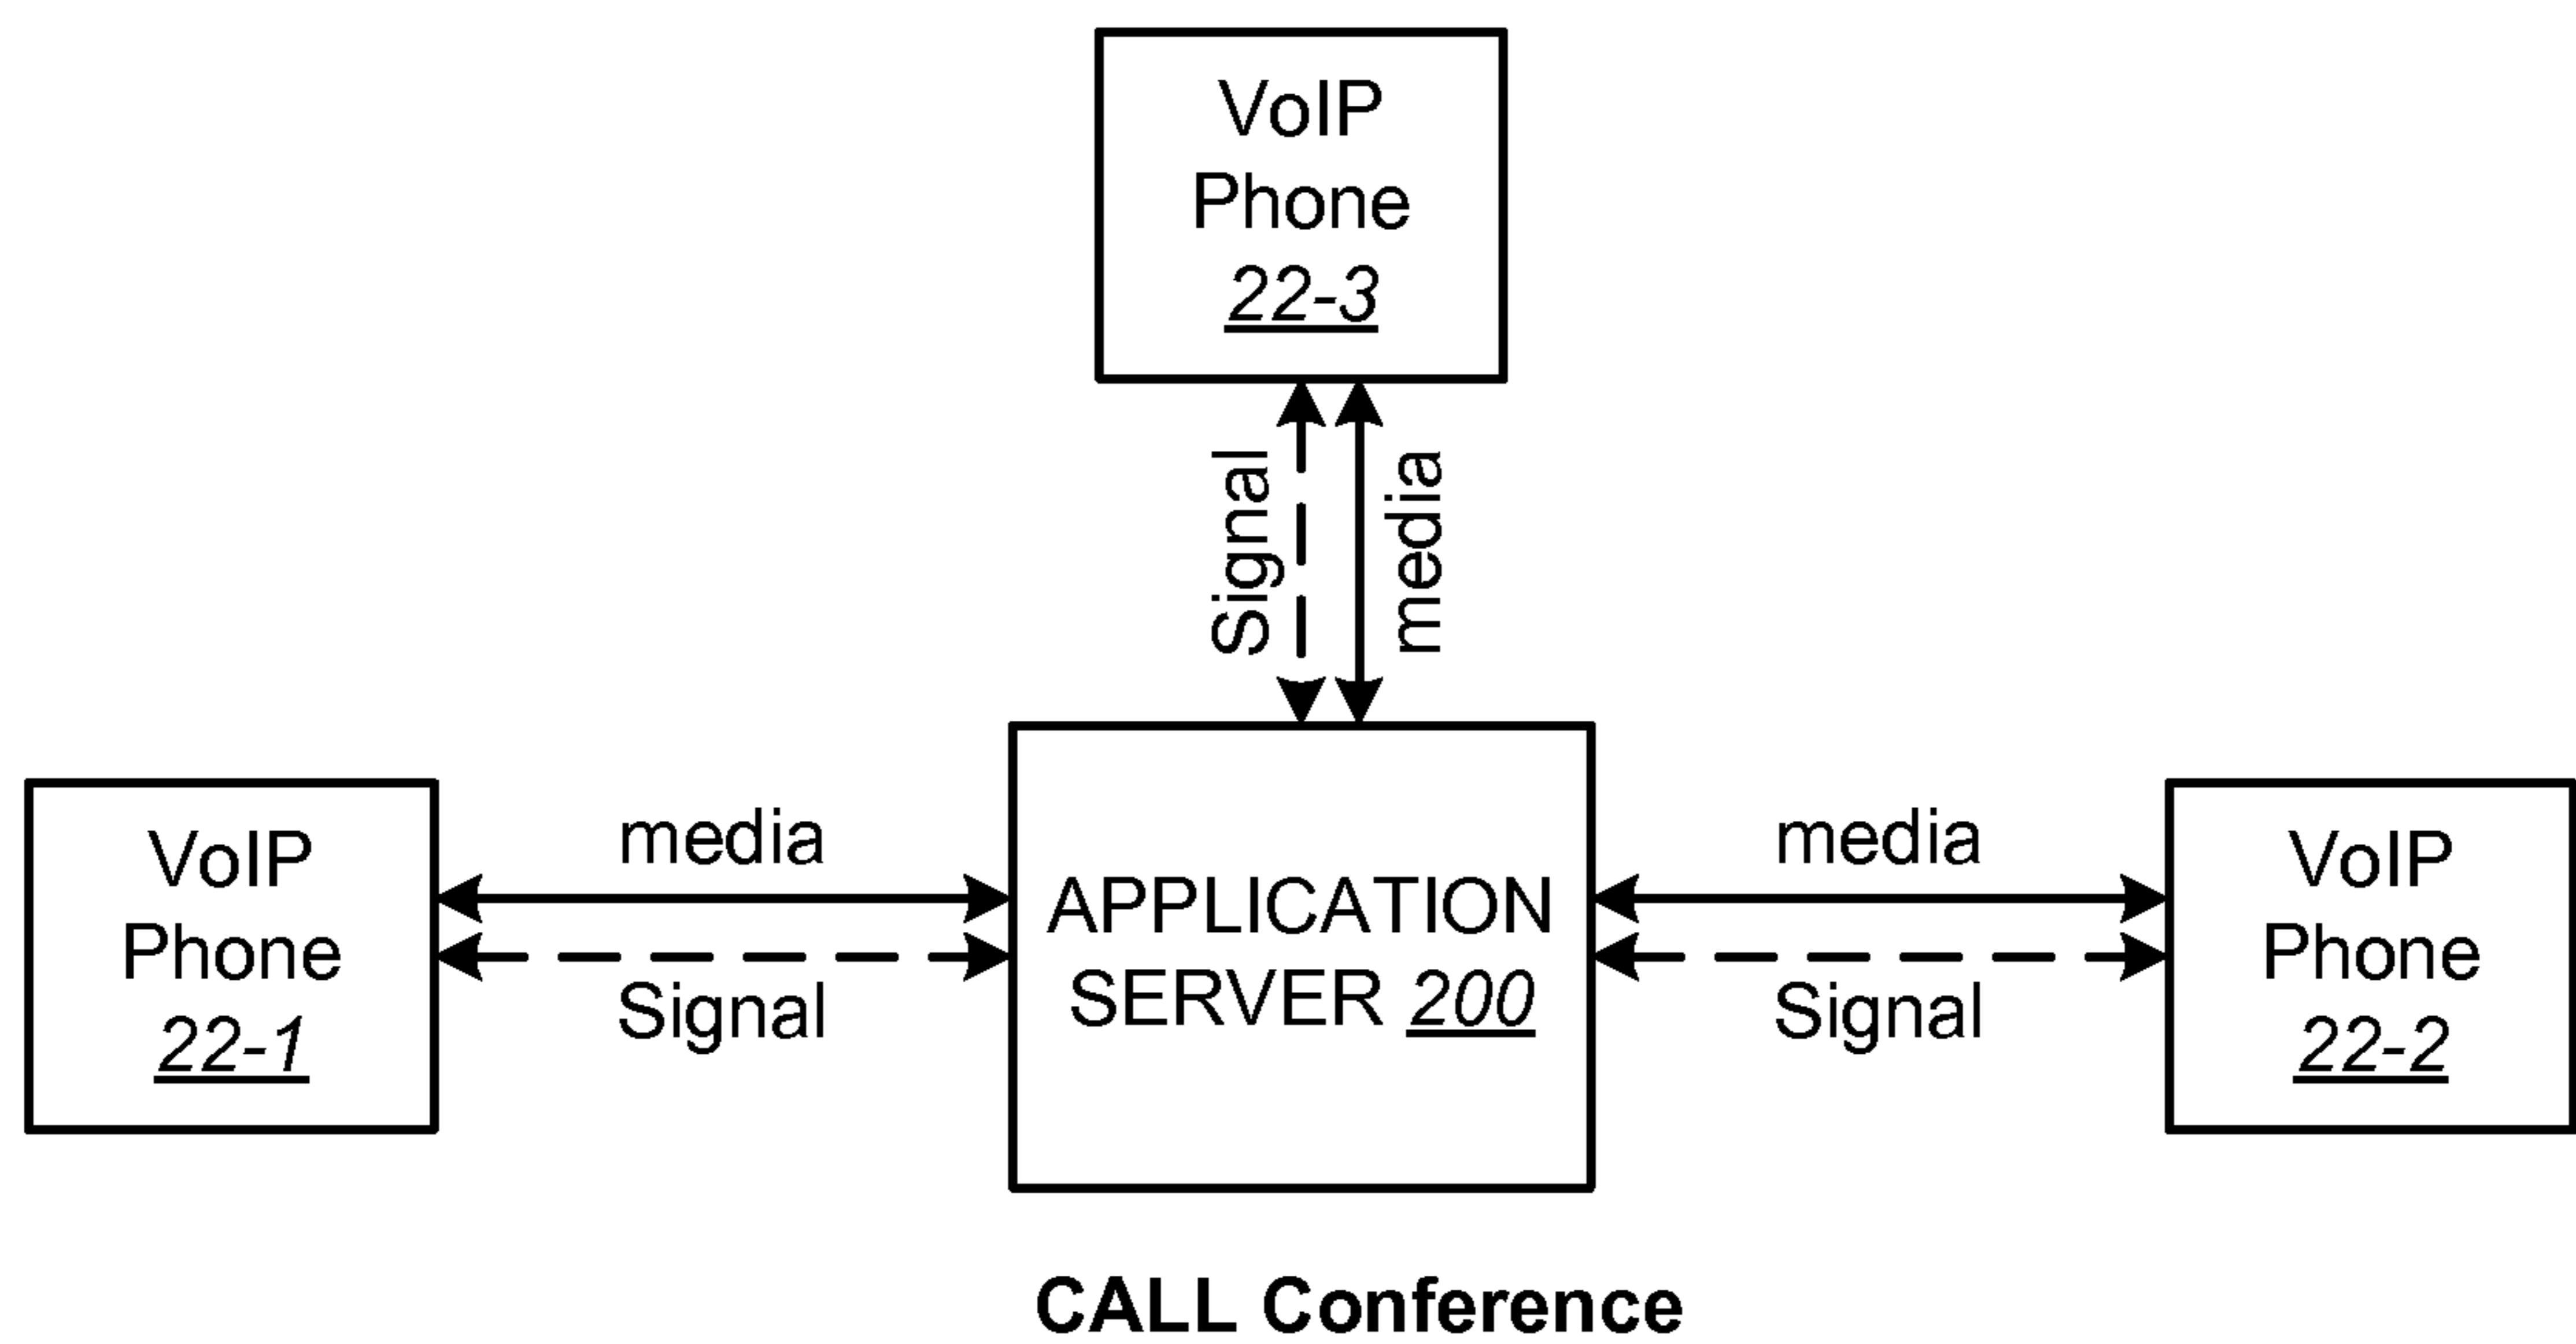 VoIP
Phone
22-3
Signal
media
VoIP
Phone
22-1
media
Signal
APPLICATION
SERVER 200
media
Signal
VoIP
Phone
22-2
CALL Conference